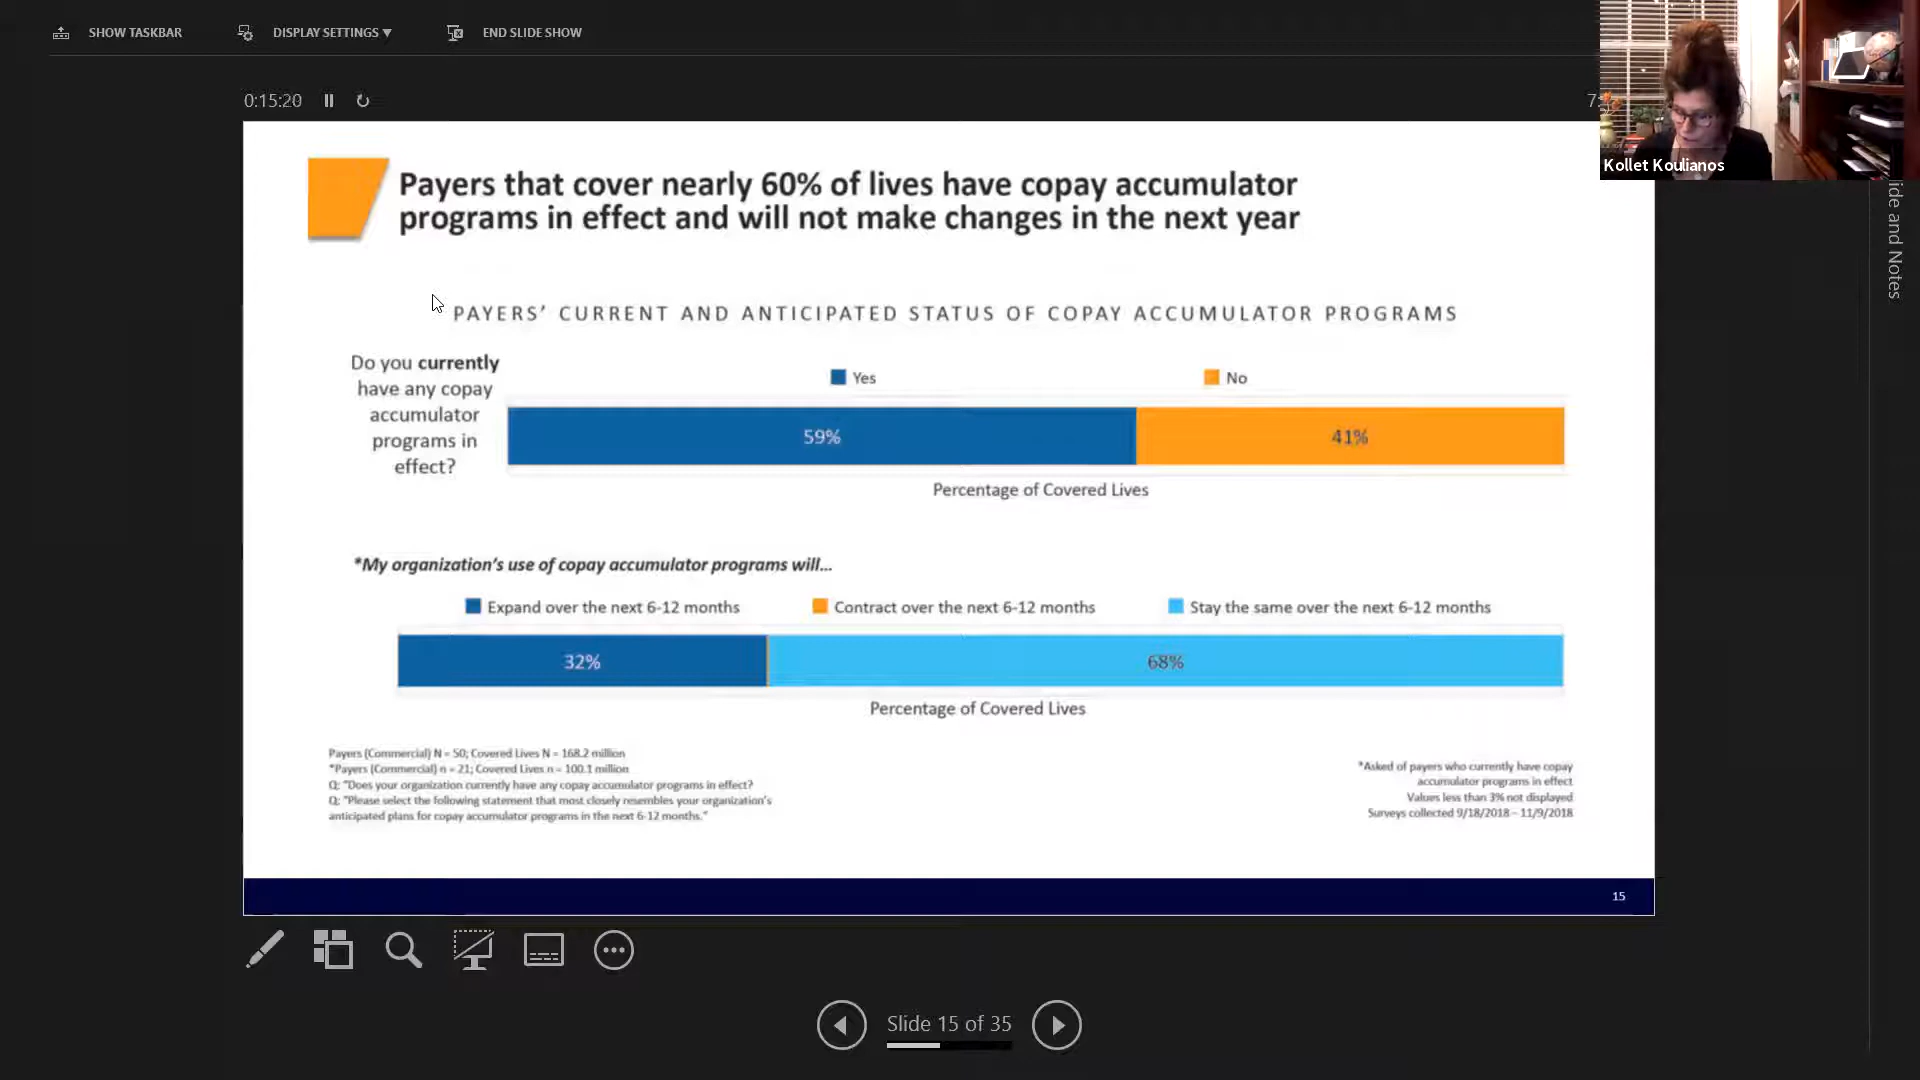 SHOW TASKBAR
DISPLAY SETTINGS ▼
END SLIDE SHOW
0:15:20
7:
Kollet Koulianos
ide and Notes
Payers that cover nearly 60% of lives have copay accumulator
programs in effect and will not make changes in the next year
PAYERS’ CURRENT AND ANTICIPATED STATUS OF COPAY ACCUMULATOR PROGRAMS
Do you currently
have any copay
accumulator
programs in
effect?
Yes
No
59%
41%
Percentage of Covered Lives
*My organization’s use of copay accumulator programs will...
Expand over the next 6-12 months
Contract over the next 6-12 months
Stay the same over the next 6-12 months
32%
68%
Percentage of Covered Lives
Payers (Commercial) N = 50; Covered Lives N = 168.2 million
*Payers (Commercial) n = 21; Covered Lives n = 100.1 million
Q: "Does your organization currently have any copay accumulator programs in effect?
Q: "Please select the following statement that most closely resembles your organization's
anticipated plans for copay accumulator programs in the next 6-12 months."
*Asked of payers who currently have copay
accumulator programs in effect
Values less than 3% not displayed
Surveys collected 9/18/2018 – 11/9/2018
15
Slide 15 of 35